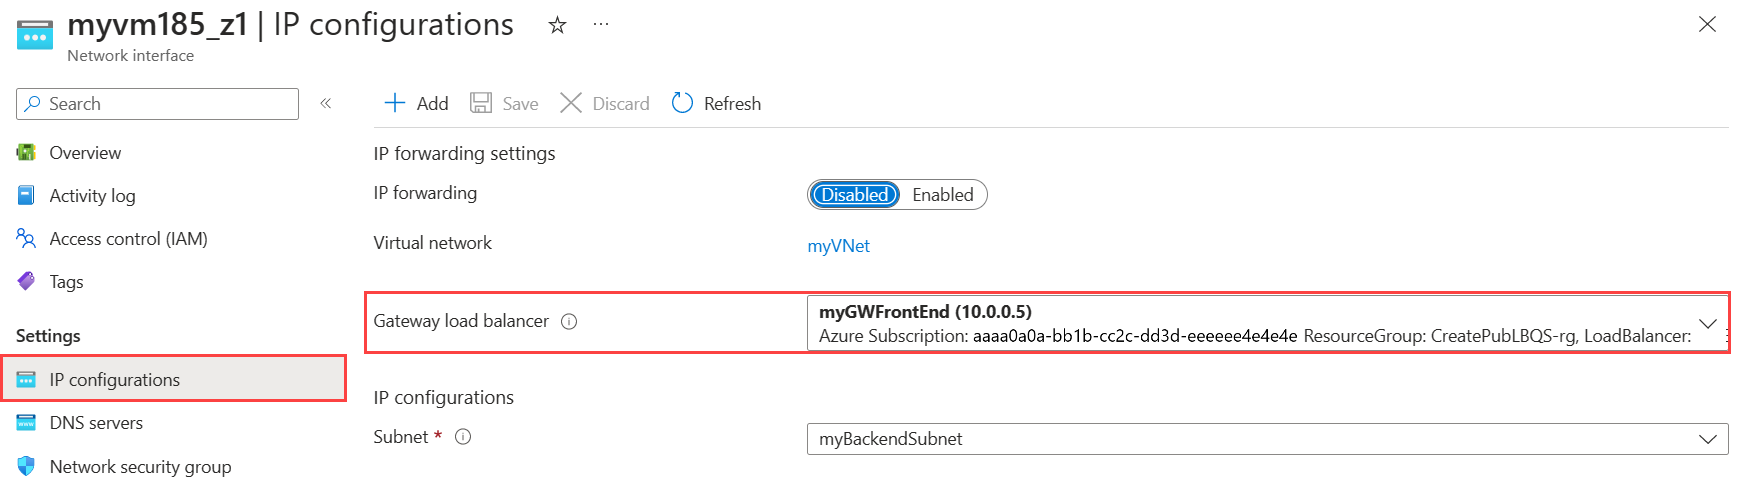 myvm185_z1 | IP configurations
Network interface
Search
Add Save Discard Refresh
Overview
Activity log
Access control (IAM)
Tags
Settings
IP configurations
DNS servers
Network security group
IP forwarding settings
IP forwarding Disabled Enabled
Virtual network myVNet
Gateway load balancer myGWFrontEnd (10.0.0.5)
Azure Subscription: aaaa0a0a-bb1b-cc2c-dd3d-eeeeee4e4e4e ResourceGroup: CreatePubLBQS-rg, LoadBalancer:
IP configurations
Subnet * myBackendSubnet